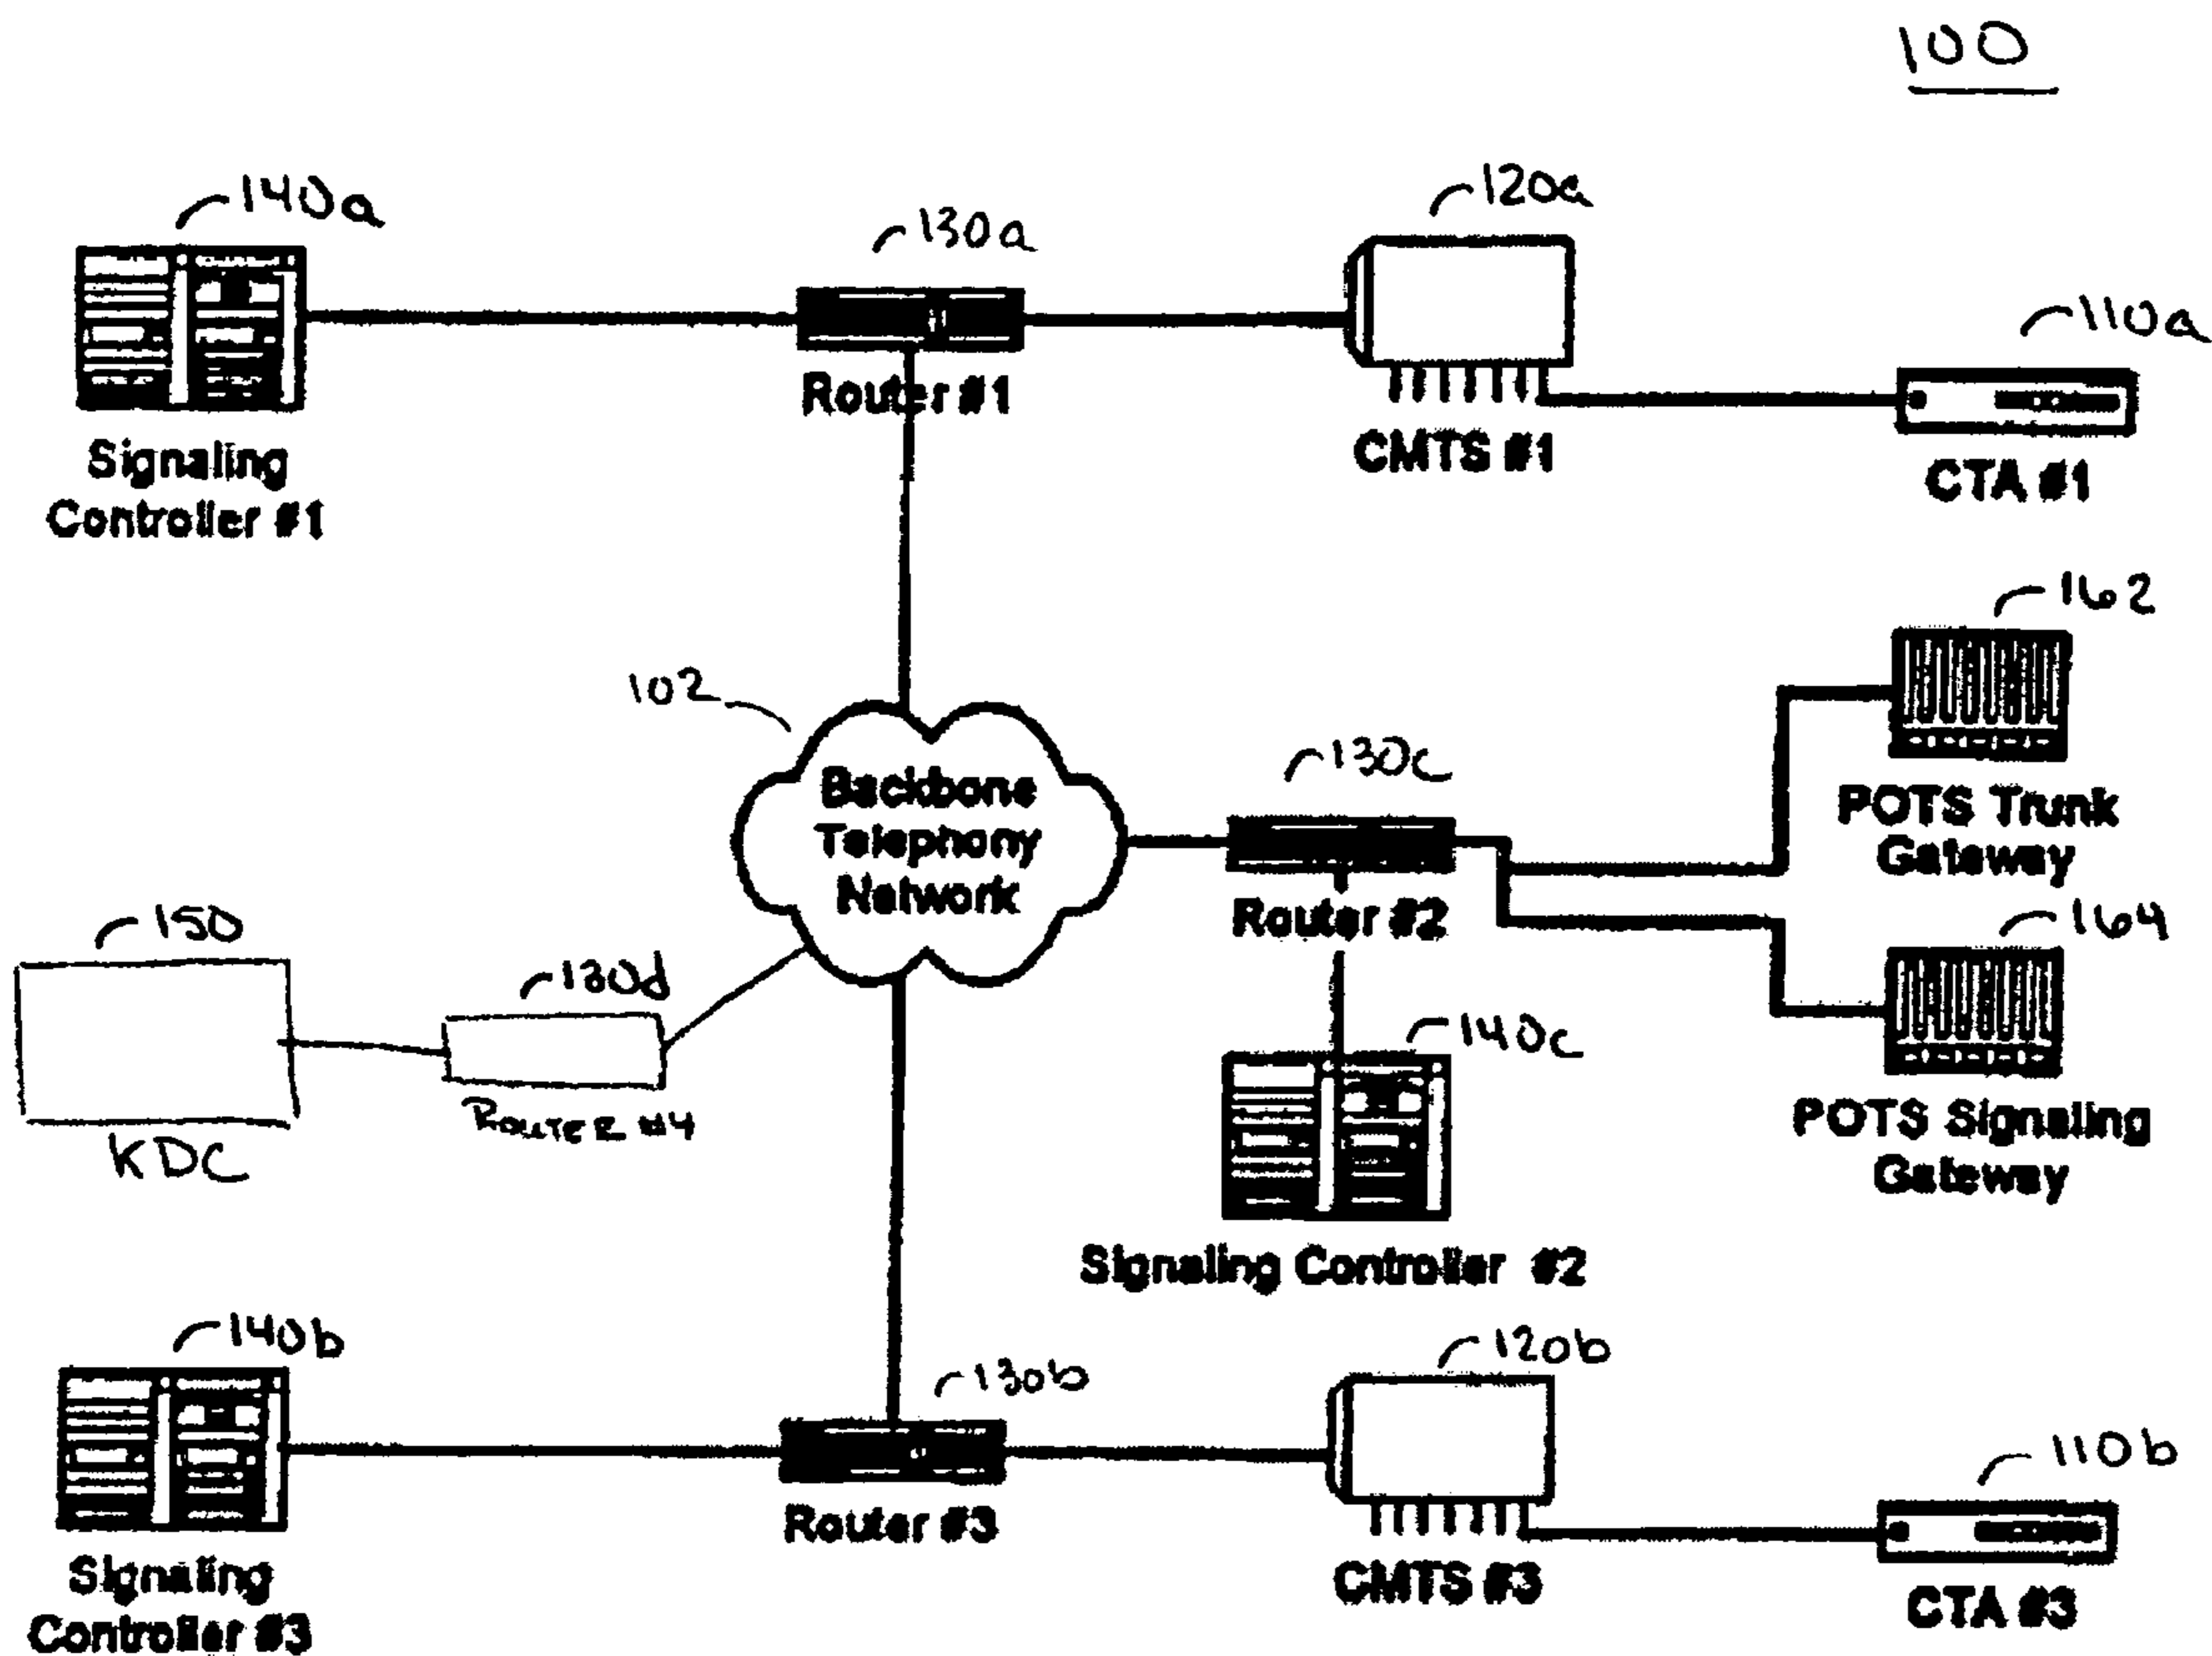 100
140a
130a
120a
110a
Router #1
Signaling
Controller #1
CMTS #1
CTA #1
162
102
130c
Backbone
Telephony
Network
POTS Trunk
Gateway
150
130d
Router #2
164
140c
ROUTER #4
KDC
POTS Signaling
Gateway
Signaling Controller #2
140b
130b
120b
110b
Router #3
Signaling
Controller #3
CMTS #3
CTA #3